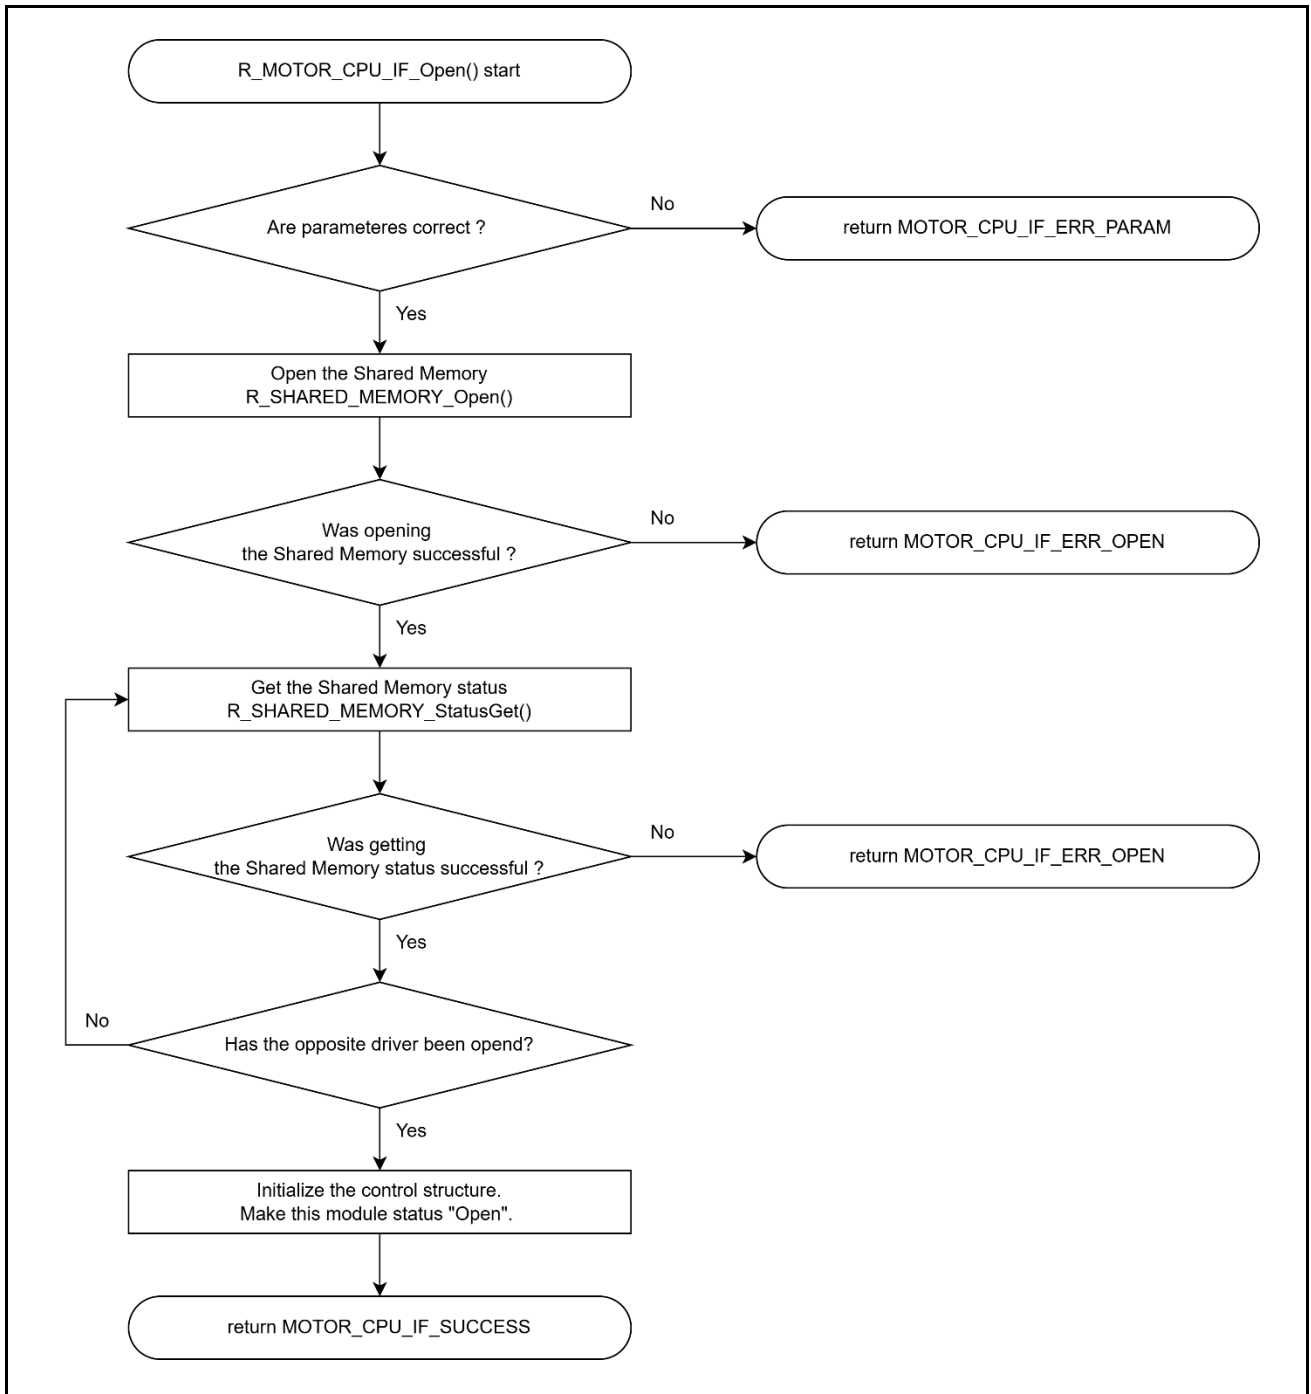 R_MOTOR_CPU_IF_Open() start
Are parameteres correct ?
No
return MOTOR_CPU_IF_ERR_PARAM
Yes
Open the Shared Memory
R_SHARED_MEMORY_Open()
Was opening
the Shared Memory successful ?
No
return MOTOR_CPU_IF_ERR_OPEN
Yes
Get the Shared Memory status
R_SHARED_MEMORY_StatusGet()
Was getting
the Shared Memory status successful ?
No
return MOTOR_CPU_IF_ERR_OPEN
Yes
Has the opposite driver been opend?
No
Yes
Initialize the control structure.
Make this module status "Open".
return MOTOR_CPU_IF_SUCCESS